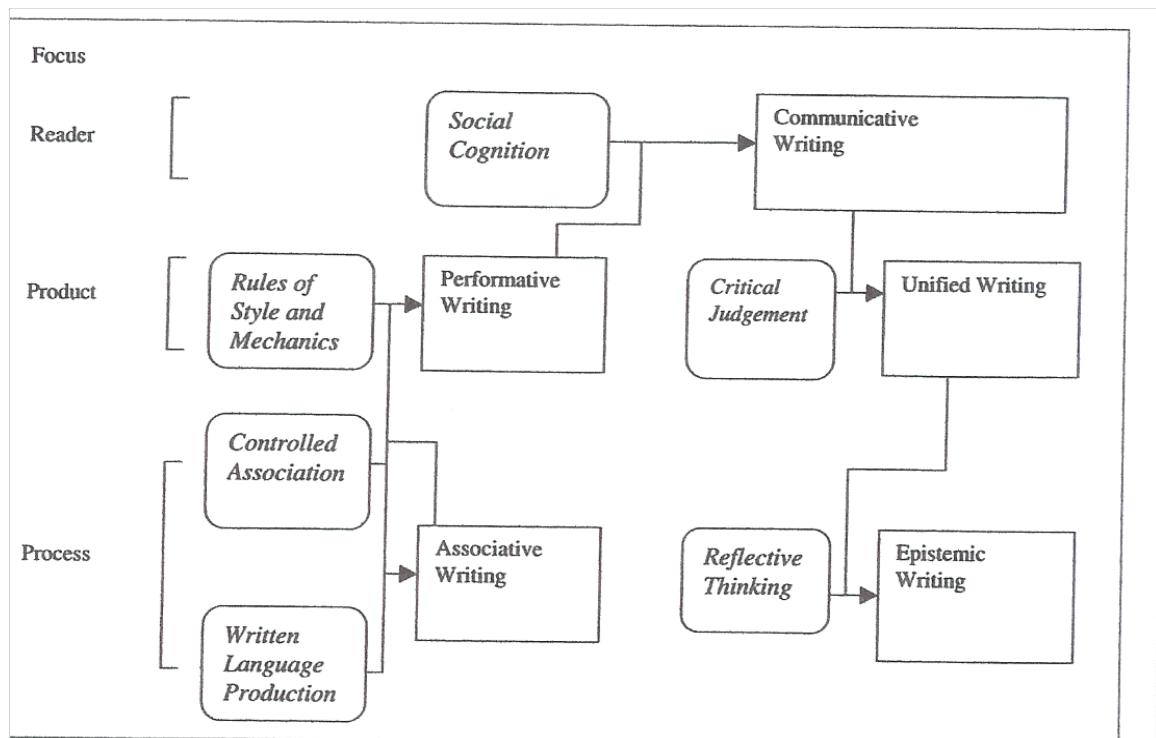 Focus
Reader
Social
Cognition
Communicative
Writing
Product
Rules of
Style and
Mechanics
Performative
Writing
Critical
Judgement
Unified Writing
Process
Controlled
Association
Associative
Writing
Written
Language
Production
Reflective
Thinking
Epistemic
Writing